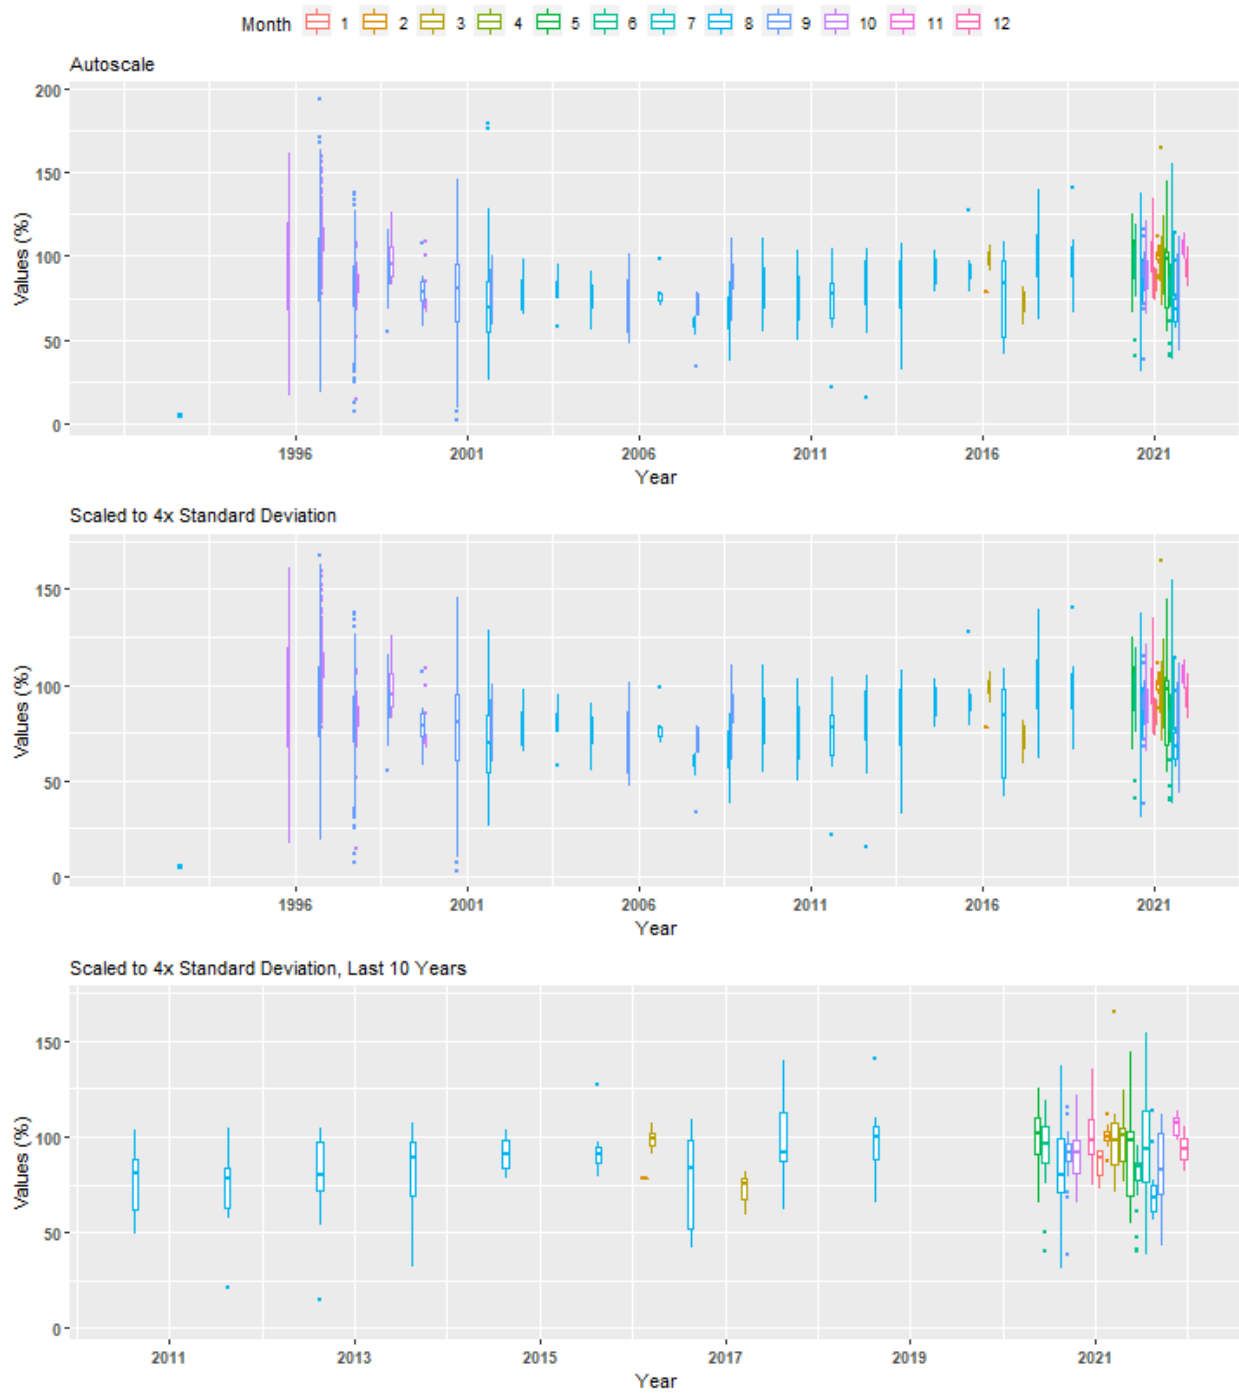 Month 1 2 3 4 5 6 7 8 9 10 11 12
Autoscale
200
150
100
50
0
Values (%)
1996 2001 2006 2011 2016 2021
Year
Scaled to 4x Standard Deviation
150
100
50
0
Values (%)
1996 2001 2006 2011 2016 2021
Year
Scaled to 4x Standard Deviation, Last 10 Years
150
100
50
0
Values (%)
2011 2013 2015 2017 2019 2021
Year